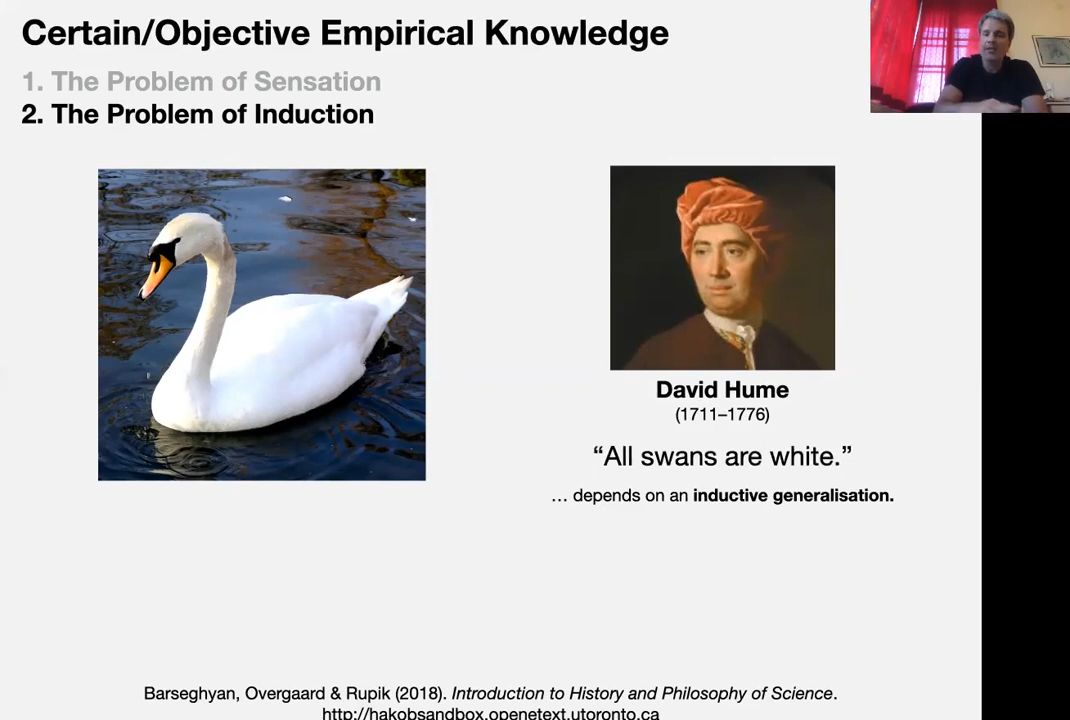 Certain/Objective Empirical Knowledge
1. The Problem of Sensation
2. The Problem of Induction
David Hume
(1711–1776)
“All swans are white.”
… depends on an inductive generalisation.
Barseghyan, Overgaard & Rupik (2018). Introduction to History and Philosophy of Science.
http://hakobsandbox.openetext.utoronto.ca